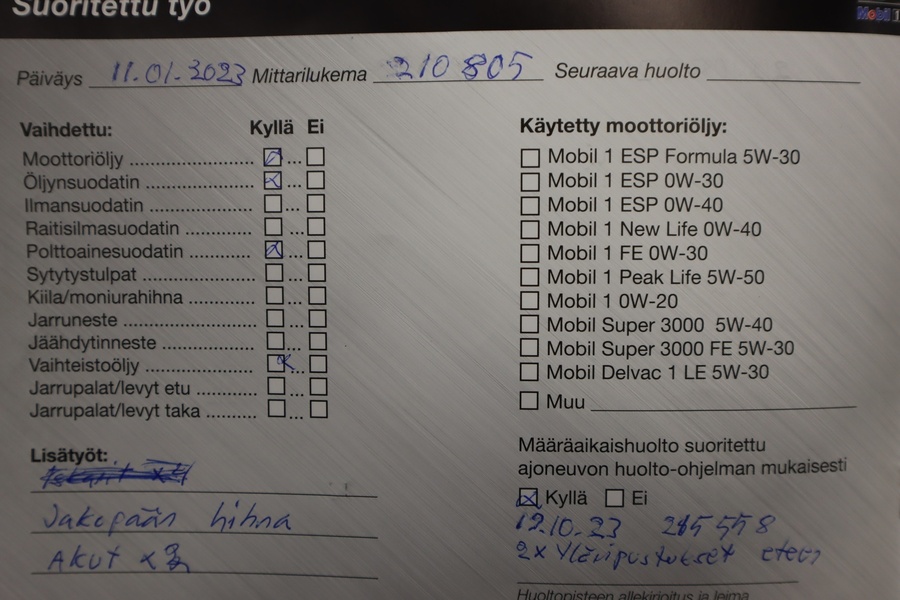 Suoritettu työ
Mobil 1
Päiväys 11.01.2023 Mittarilukema 210 805 Seuraava huolto
Vaihdettu: Kyllä Ei
Moottoriöljy
Öljynsuodatin
Ilmansuodatin
Raitisilmasuodatin
Polttoainesuodatin
Sytytystulpat
Kiila/moniurahihna
Jarruneste
Jäähdytinneste
Vaihteistoöljy
Jarrupalat/levyt etu
Jarrupalat/levyt taka
Lisätyöt:
Jakopään hihna
Akut x2
Käytetty moottoriöljy:
Mobil 1 ESP Formula 5W-30
Mobil 1 ESP 0W-30
Mobil 1 ESP 0W-40
Mobil 1 New Life 0W-40
Mobil 1 FE 0W-30
Mobil 1 Peak Life 5W-50
Mobil 1 0W-20
Mobil Super 3000 5W-40
Mobil Super 3000 FE 5W-30
Mobil Delvac 1 LE 5W-30
Muu
Määräaikaishuolto suoritettu
ajoneuvon huolto-ohjelman mukaisesti
Kyllä Ei
12.10.23
2x Yläripustukset eteen
Huoltopisteen allekirjoitus ja leima